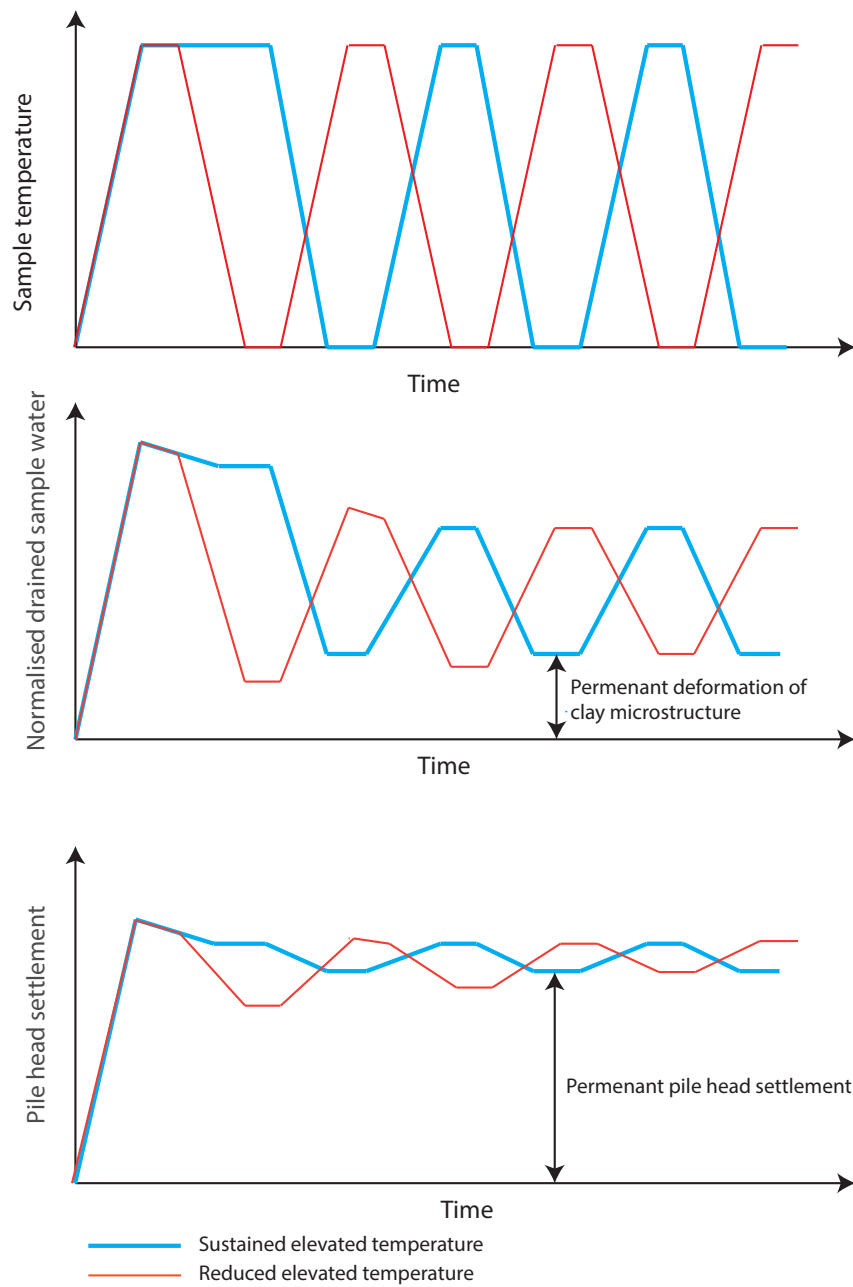 Sample temperature
Time
Normalised drained sample water
Permenant deformation of
clay microstructure
Time
Pile head settlement
Permenant pile head settlement
Time
Sustained elevated temperature
Reduced elevated temperature